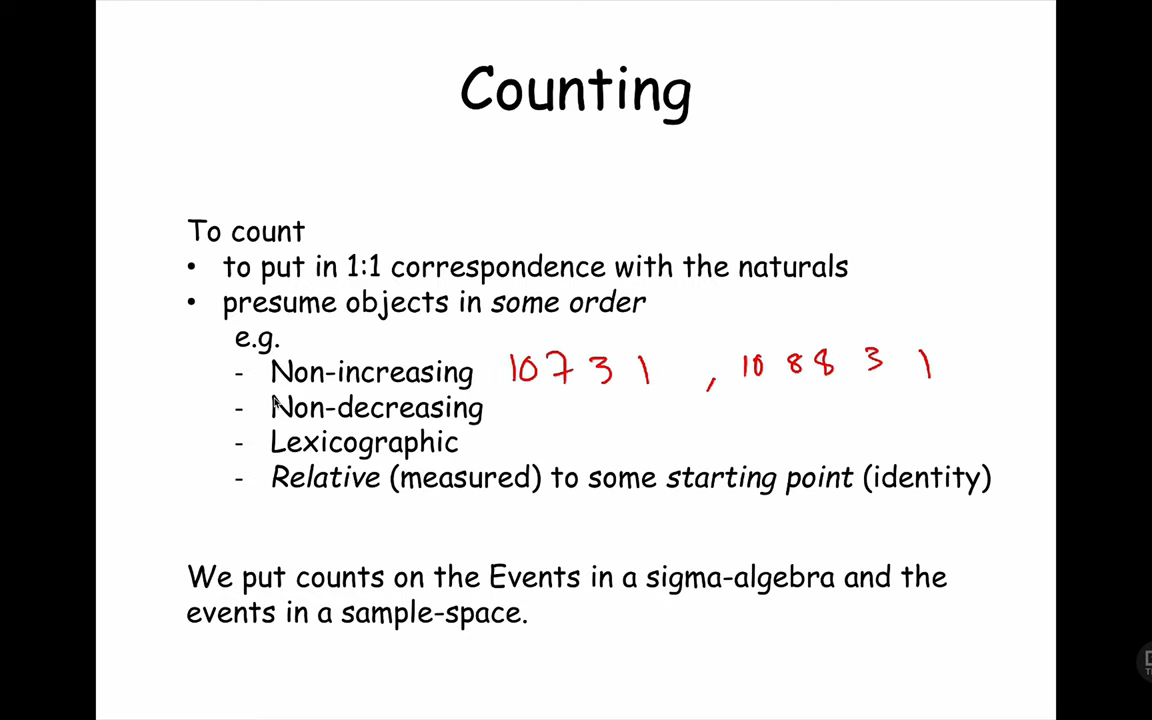 Counting
To count
• to put in 1:1 correspondence with the naturals
• presume objects in some order
e.g.
- Non-increasing 10 7 3 1 , 10 8 8 3 1
- Non-decreasing
- Lexicographic
- Relative (measured) to some starting point (identity)
We put counts on the Events in a sigma-algebra and the
events in a sample-space.